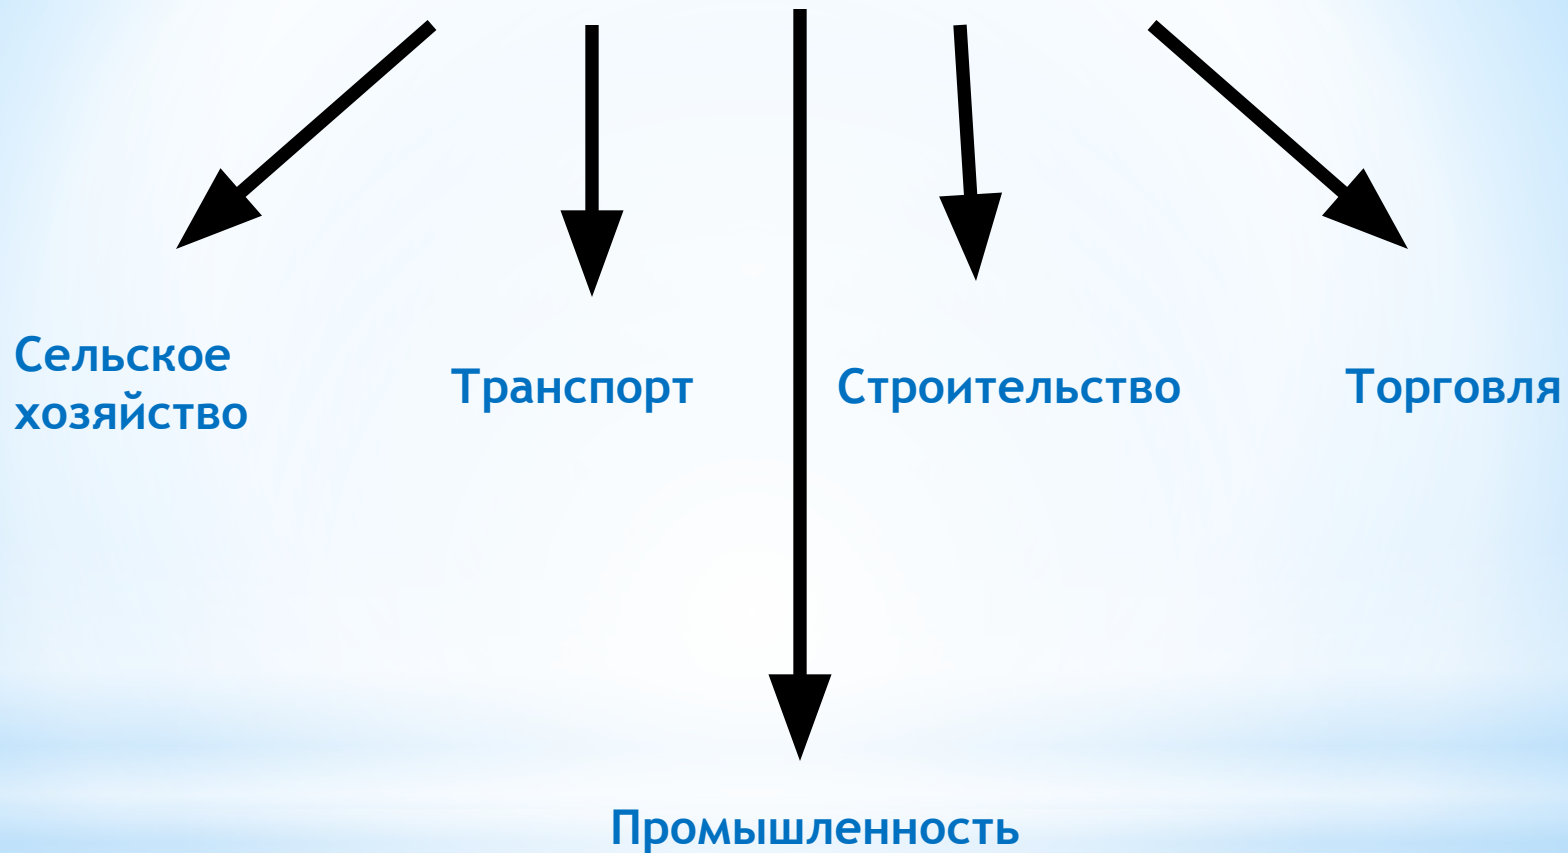 Сельское
хозяйство
Транспорт
Строительство
Торговля
Промышленность